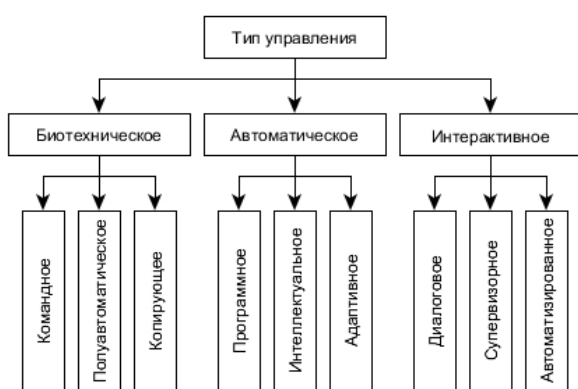 Тип управления
Биотехническое
Автоматическое
Интерактивное
Командное
Полуавтоматическое
Копирующее
Программное
Интеллектуальное
Адаптивное
Диалоговое
Супервизорное
Автоматизированное